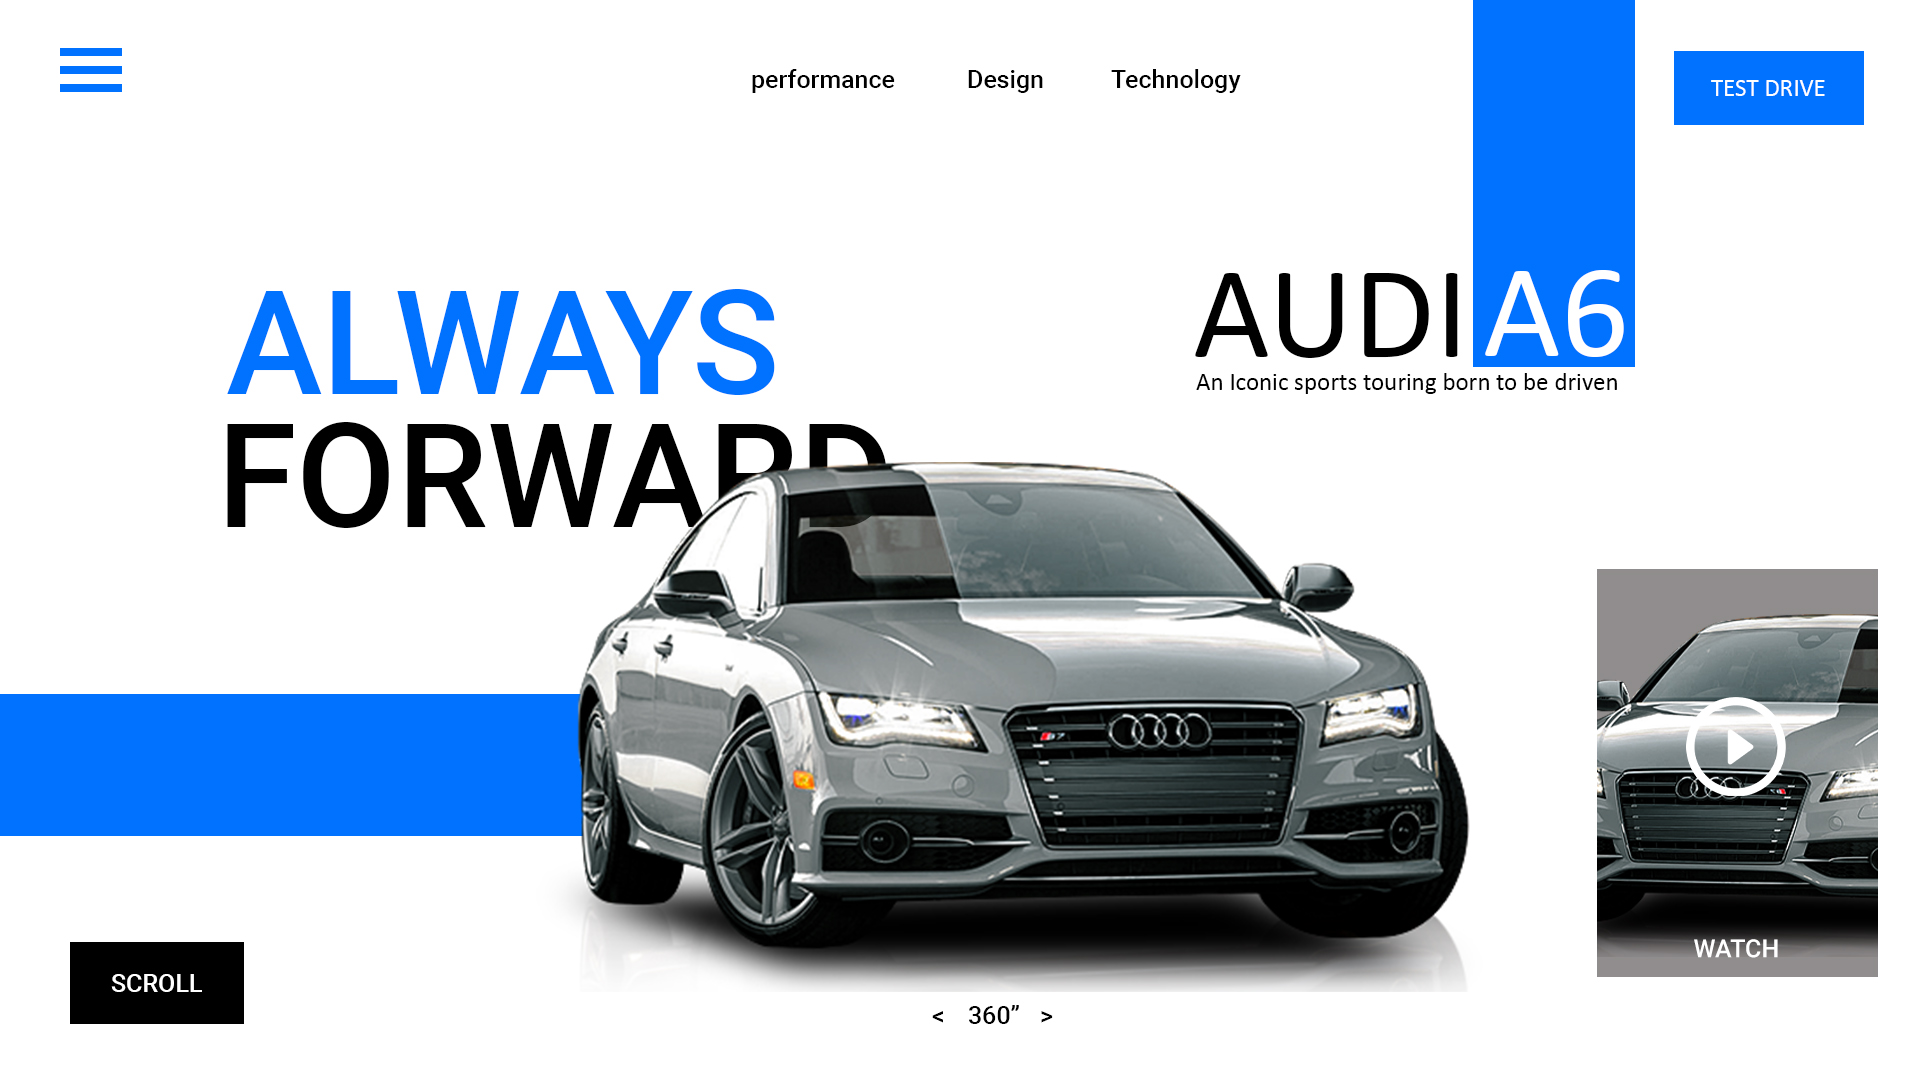 performance Design Technology
TEST DRIVE
ALWAYS
FORWARD
AUDI A6
An Iconic sports touring born to be driven
S7
WATCH
SCROLL
< 360” >